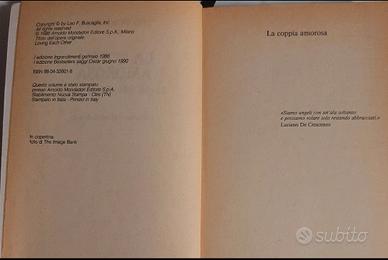 Copyright © by Leo F. Buscaglia, Inc.
All rights reserved
© 1986 Arnoldo Mondadori Editore S.p.A., Milano
Titolo dell'opera originale
Loving Each Other
I edizione Ingrandimenti gennaio 1986
I edizione Bestsellers saggi Oscar giugno 1990
ISBN 88-04-33601-8
Questo volume è stato stampato
presso Arnoldo Mondadori Editore S.p.A.
Stabilimento Nuova Stampa - Cles (TN)
Stampato in Italia - Printed in Italy
In copertina:
foto di The Image Bank
La coppia amorosa
«Siamo angeli con un'ala soltanto
e possiamo volare solo restando abbracciati.»
Luciano De Crescenzo
subito